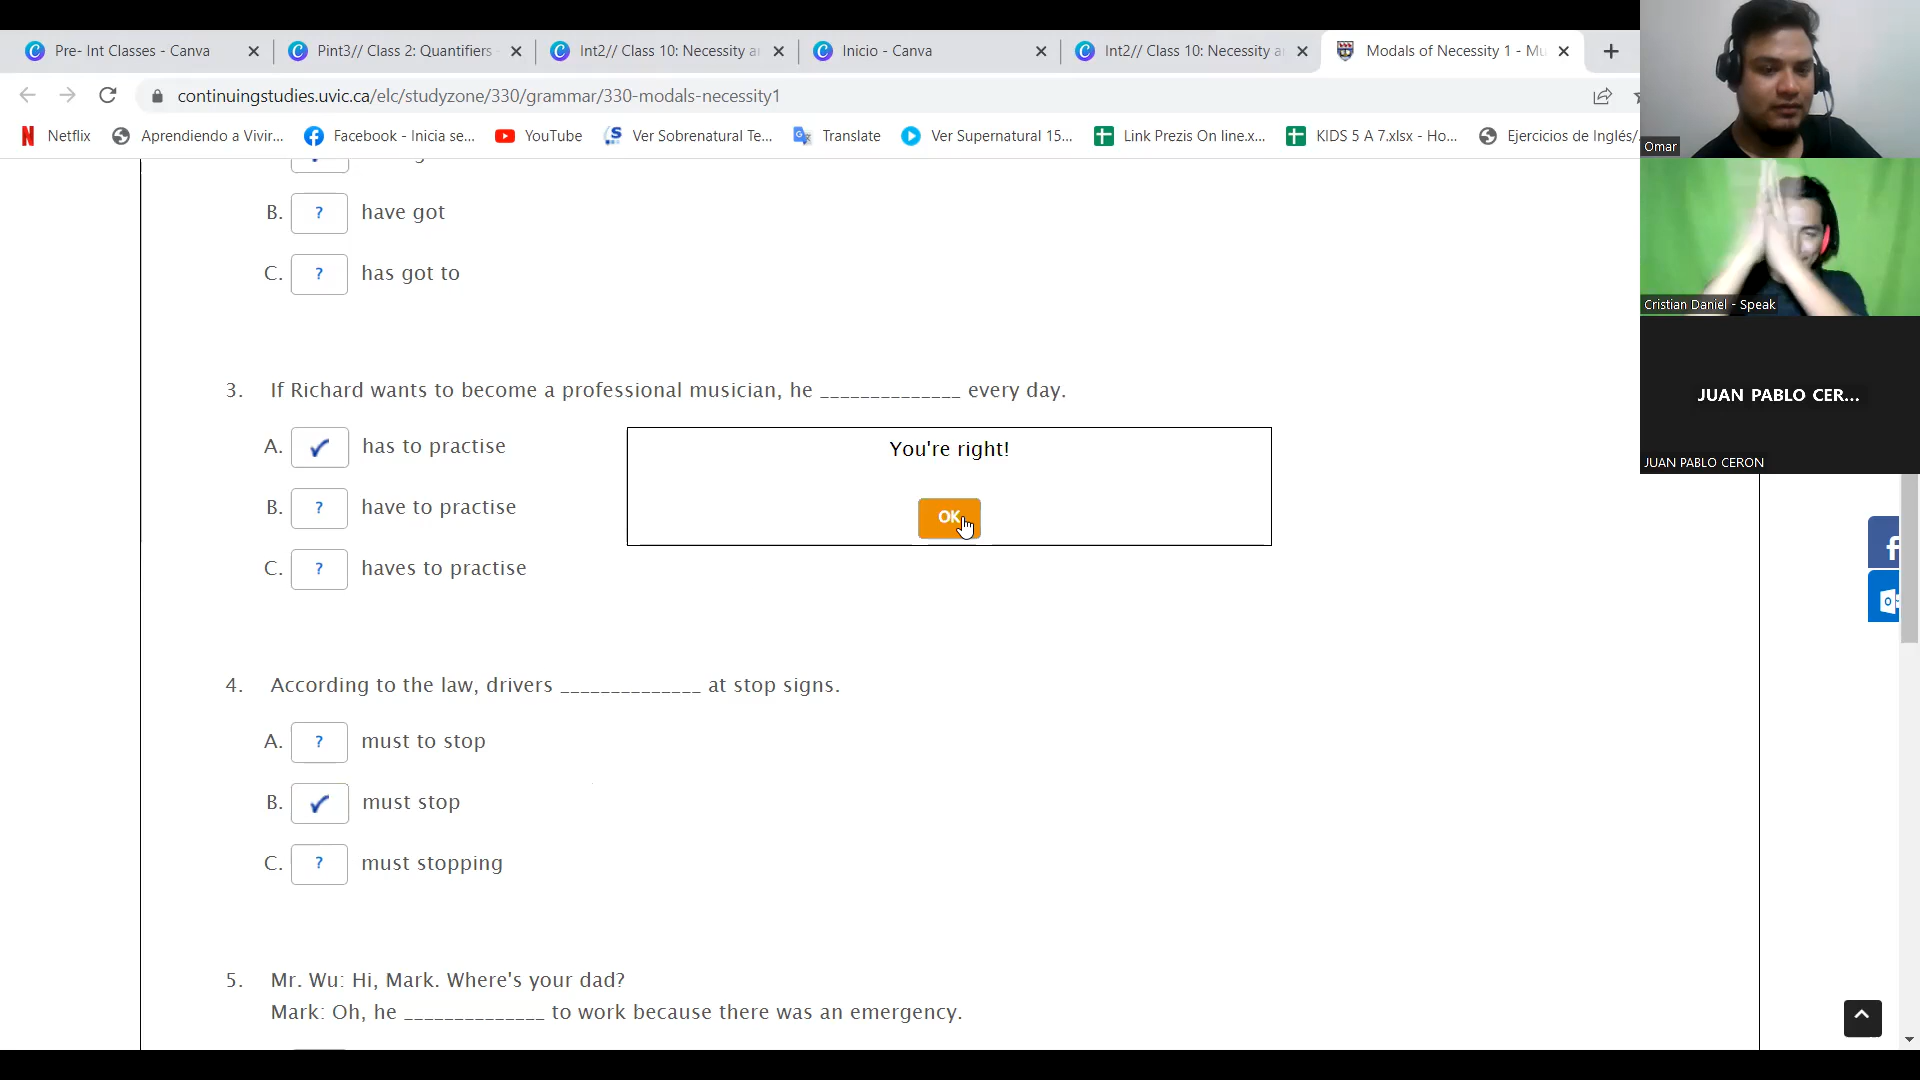 Pre- Int Classes - Canva
Pint3// Class 2: Quantifiers -
Int2// Class 10: Necessity a
Inicio - Canva
Int2// Class 10: Necessity a
Modals of Necessity 1 - Mu
continuingstudies.uvic.ca/elc/studyzone/330/grammar/330-modals-necessity1
Netflix
Aprendiendo a Vivir...
Facebook - Inicia se...
YouTube
Ver Sobrenatural Te...
Translate
Ver Supernatural 15...
Link Prezis On line.x...
KIDS 5 A 7.xlsx - Ho...
Ejercicios de Inglés/
Omar
Cristian Daniel - Speak
JUAN PABLO CER...
JUAN PABLO CERON
B. ? have got
C. ? has got to
3. If Richard wants to become a professional musician, he ______________ every day.
A. ✓ has to practise
B. ? have to practise
C. ? haves to practise
You're right!
OK
4. According to the law, drivers ______________ at stop signs.
A. ? must to stop
B. ✓ must stop
C. ? must stopping
5. Mr. Wu: Hi, Mark. Where's your dad?
Mark: Oh, he ______________ to work because there was an emergency.